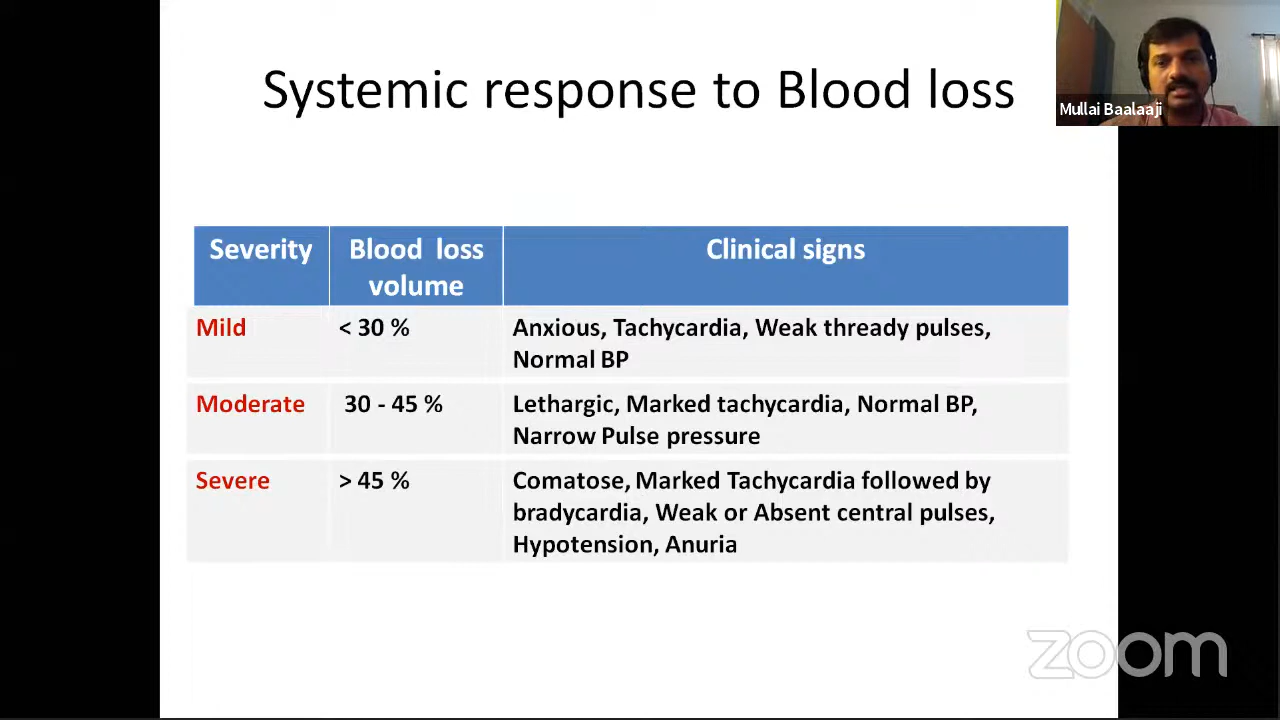 Systemic response to Blood loss
Mullai Baalaaji
Severity
Blood loss
volume
Clinical signs
Mild
< 30 %
Anxious, Tachycardia, Weak thready pulses,
Normal BP
Moderate
30 - 45 %
Lethargic, Marked tachycardia, Normal BP,
Narrow Pulse pressure
Severe
> 45 %
Comatose, Marked Tachycardia followed by
bradycardia, Weak or Absent central pulses,
Hypotension, Anuria
zoom